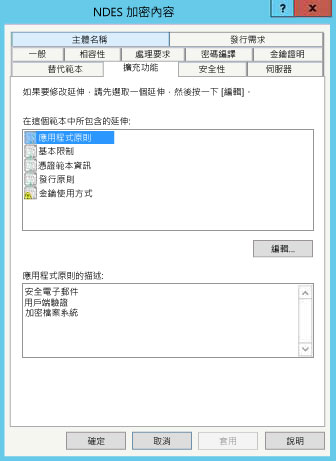 NDES 加密內容
? x
主體名稱 發行需求
一般 相容性 處理要求 密碼編譯 金鑰證明
替代範本 擴充功能 安全性 伺服器
如果要修改延伸，請先選取一個延伸，然後按一下 [編輯]。
在這個範本中所包含的延伸:
應用程式原則
基本限制
憑證範本資訊
發行原則
金鑰使用方式
編輯...
應用程式原則的描述:
安全電子郵件
用戶端驗證
加密檔案系統
確定 取消 套用 說明